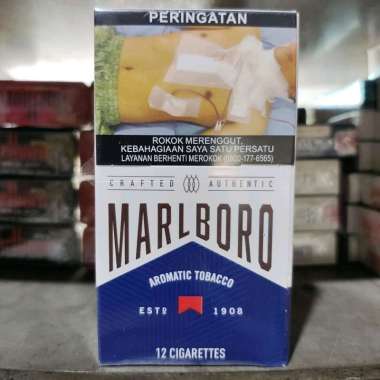 PERINGATAN
ROKOK MERENGGUT,
KEBAHAGIAAN SAYA SATU PERSATU
LAYANAN BERHENTI MEROKOK (0800-177-6565)
CRAFTED AUTHENTIC
MARLBORO
AROMATIC TOBACCO
ESTD 1908
12 CIGARETTES